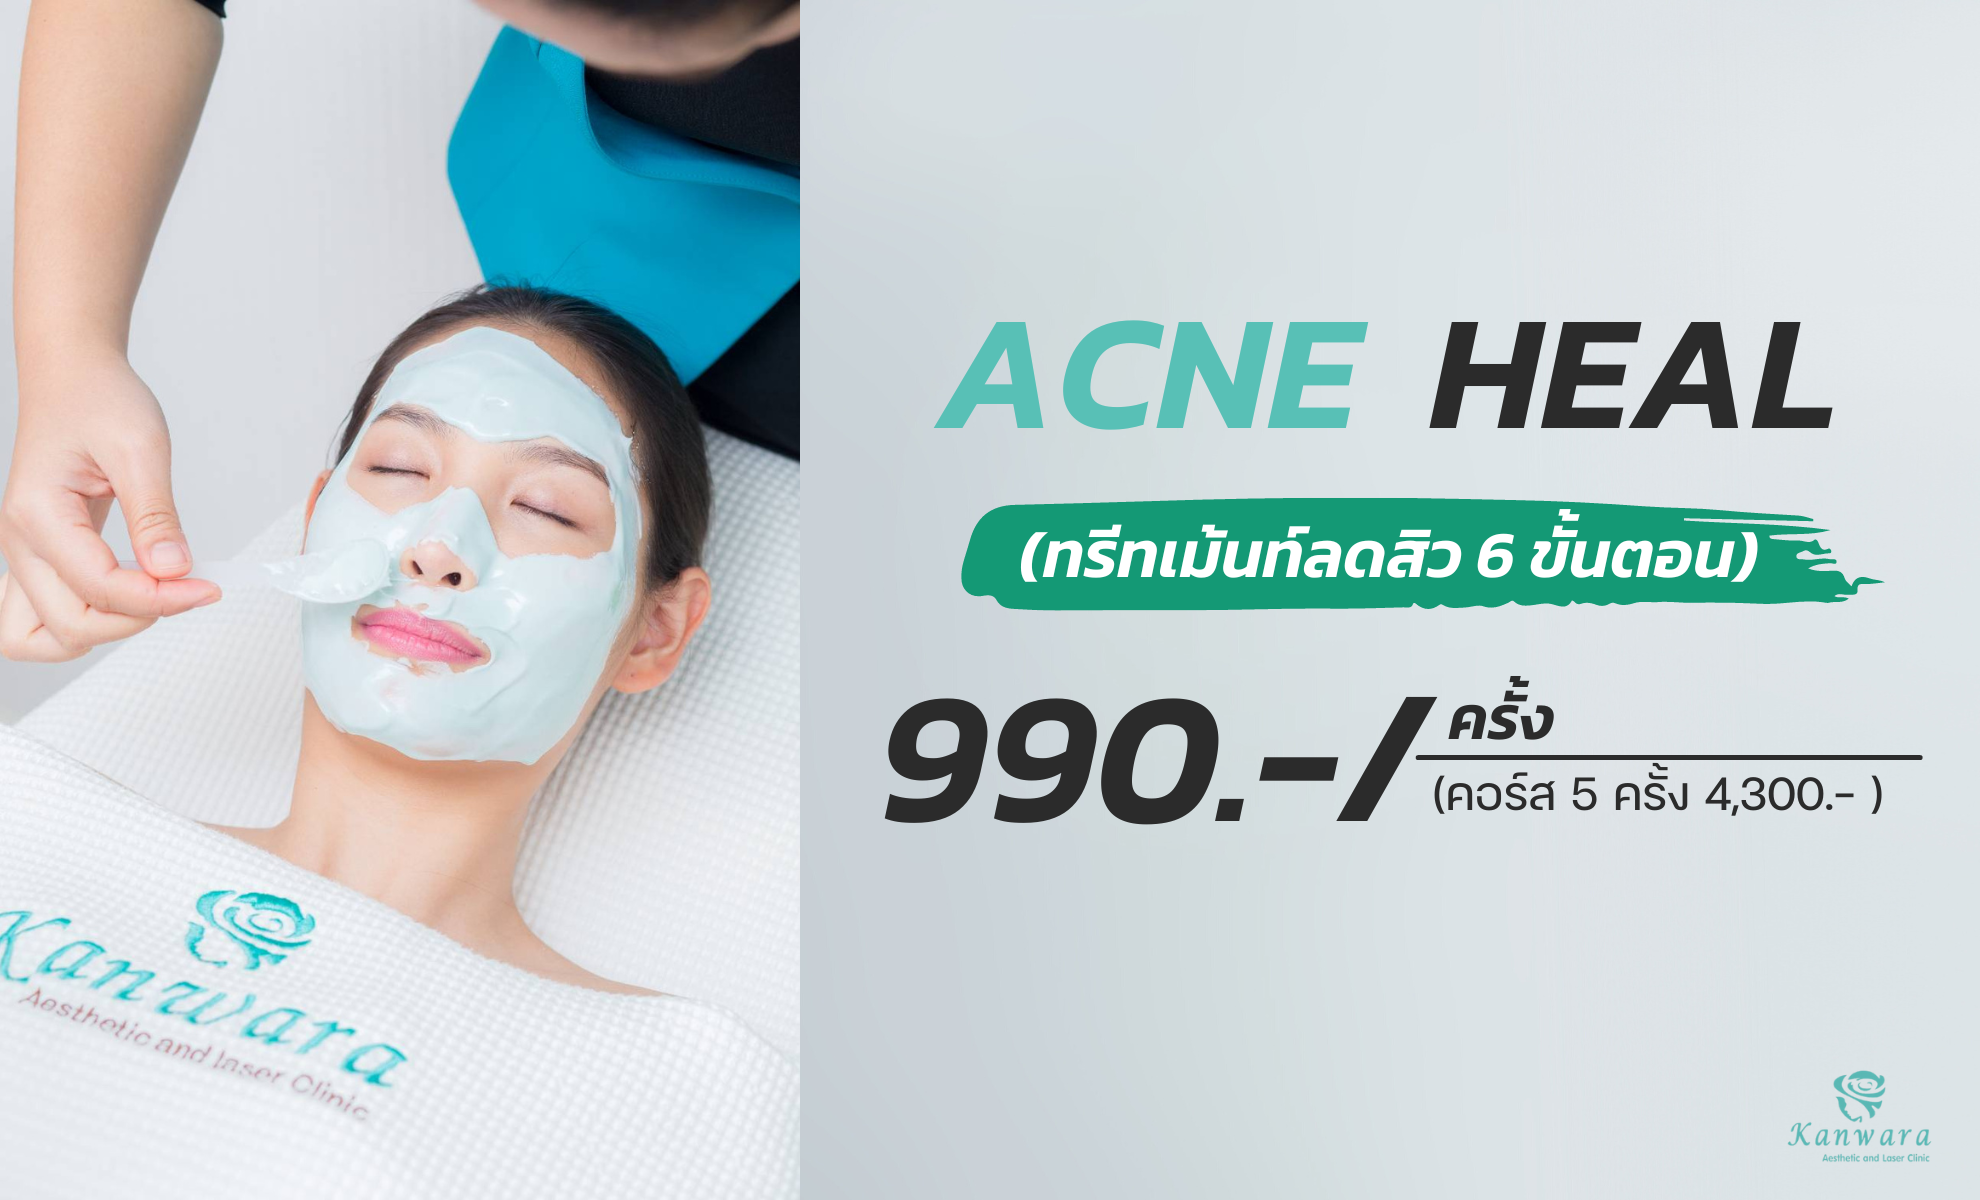 ACNE HEAL
(ทรีทเม้นท์ลดสิว 6 ขั้นตอน)
990.-/ ครั้ง
(คอร์ส 5 ครั้ง 4,300.- )
Kanwara
Aesthetic and laser Clinic
Kanwara
Aesthetic and Laser Clinic